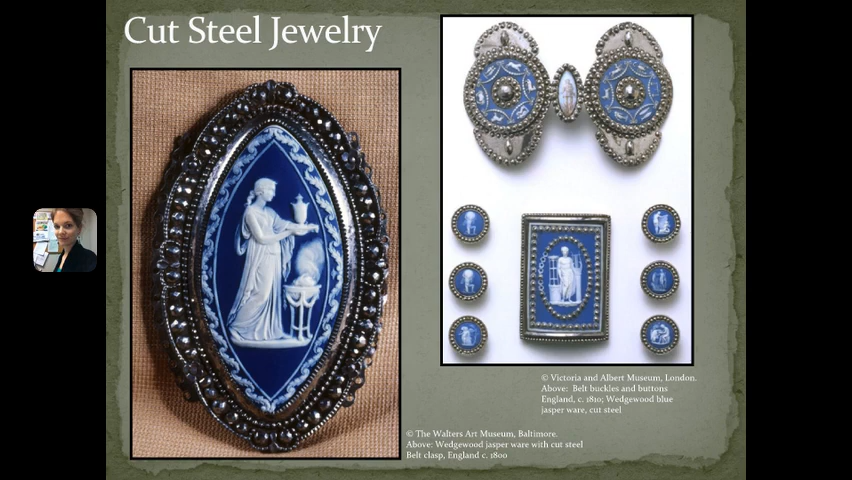 Cut Steel Jewelry
© Victoria and Albert Museum, London.
Above: Belt buckles and buttons
England, c. 1810; Wedgewood blue
jasper ware, cut steel
© The Walters Art Museum, Baltimore.
Above: Wedgewood jasper ware with cut steel
Belt clasp, England c. 1800